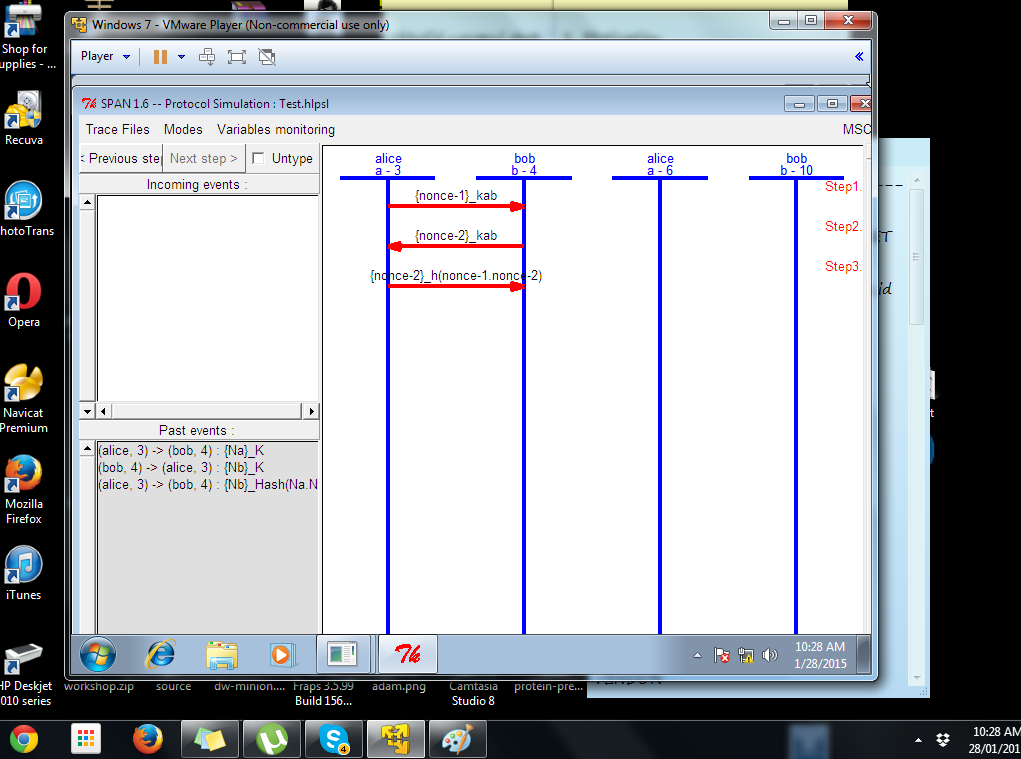 Shop for
upplies - ...
Recuva
hotoTrans
Opera
Navicat
Premium
Mozilla
Firefox
iTunes
HP Deskjet
010 series
Windows 7 - VMware Player (Non-commercial use only)
Player
«
SPAN 1.6 -- Protocol Simulation : Test.hlpsl
Trace Files Modes Variables monitoring MSC
< Previous step Next step > Untype
Incoming events :
Past events :
(alice, 3) -> (bob, 4) : {Na}_K
(bob, 4) -> (alice, 3) : {Nb}_K
(alice, 3) -> (bob, 4) : {Nb}_Hash(Na.N
alice bob alice bob
a - 3 b - 4 a - 6 b - 10
Step1.
{nonce-1}_kab
Step2.
{nonce-2}_kab
Step3.
{nonce-2}_h(nonce-1.nonce-2)
id
10:28 AM
1/28/2015
workshop.zip source dw-minion.... Fraps 3.5.99 adam.png Camtasia protein-pre...
Build 156... Studio 8
4
10:28 AM
28/01/201